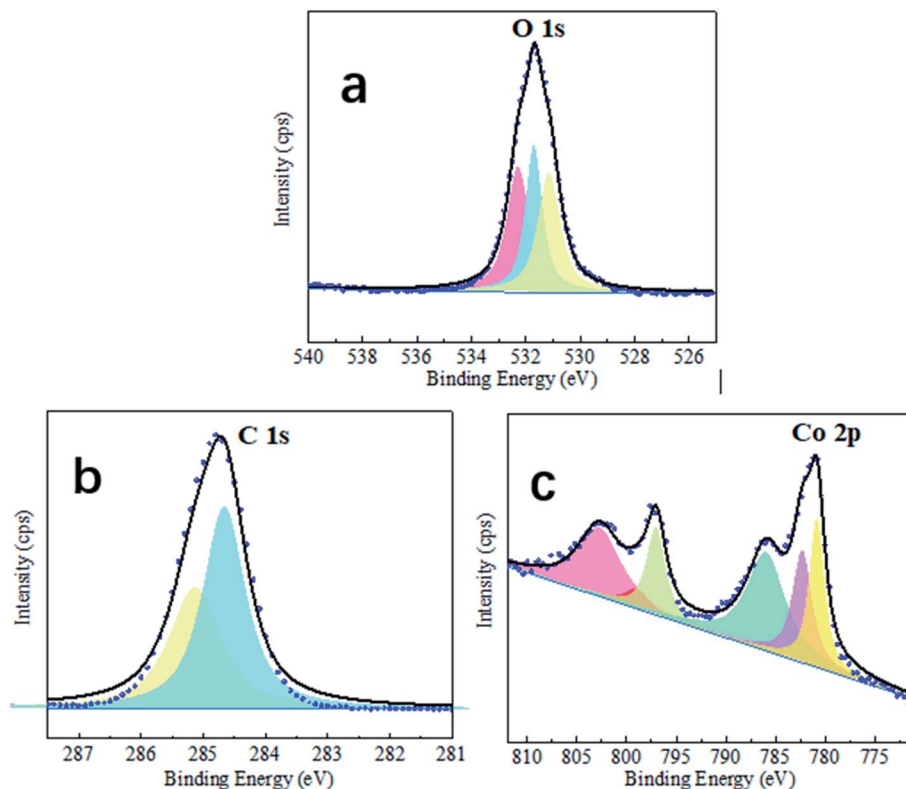 O 1s
a
Intensity (cps)
540 538 536 534 532 530 528 526
Binding Energy (eV)
C 1s
b
Intensity (cps)
287 286 285 284 283 282 281
Binding Energy (eV)
Co 2p
c
Intensity (cps)
810 805 800 795 790 785 780 775
Binding Energy (eV)